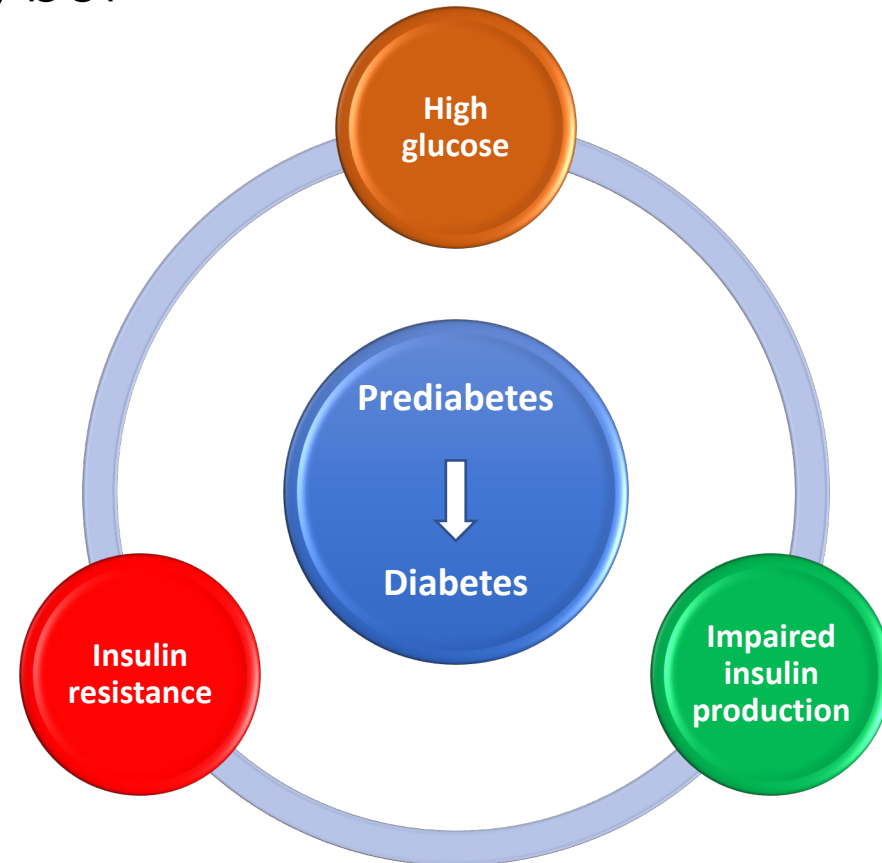 High
glucose
Prediabetes
Diabetes
Insulin
resistance
Impaired
insulin
production